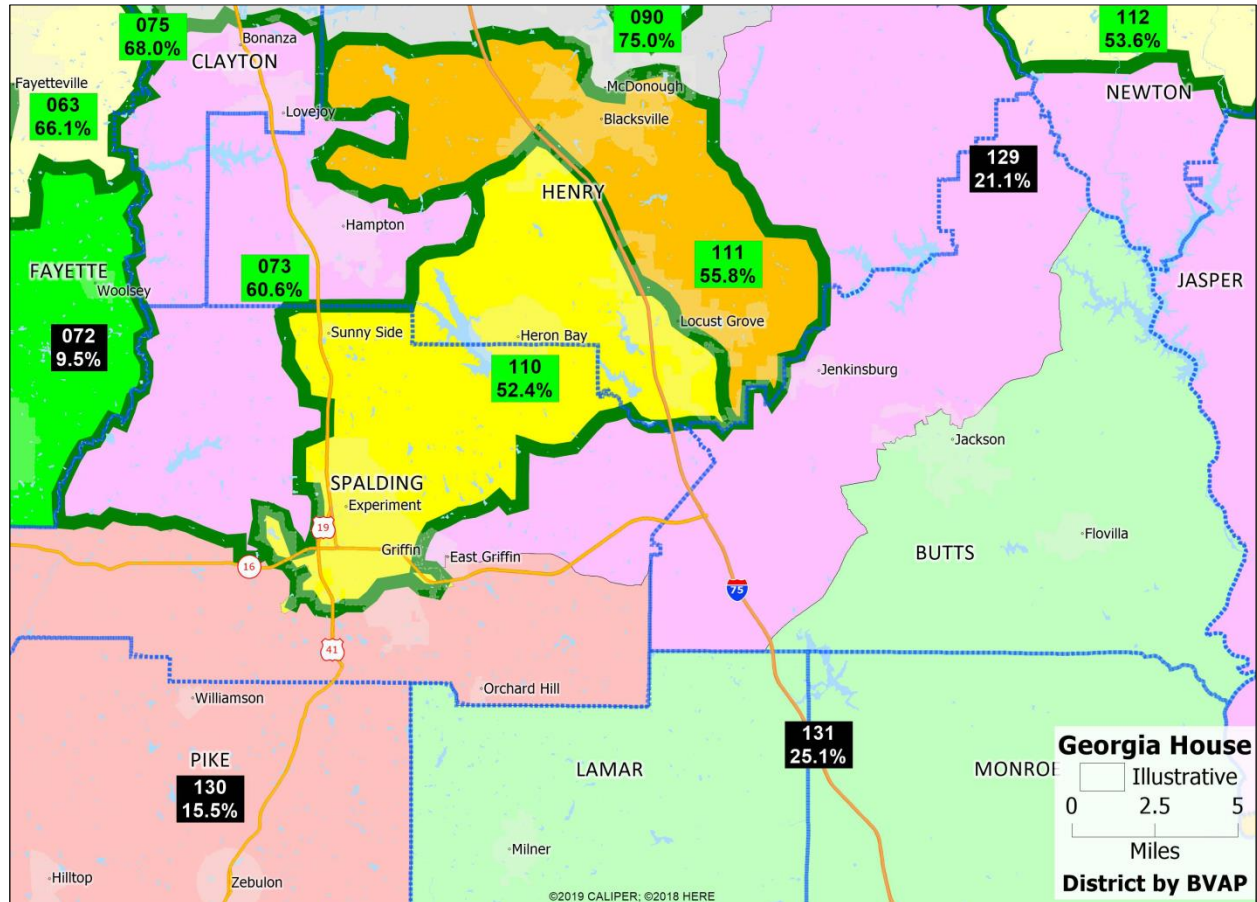 075
68.0%
Bonanza
CLAYTON
Fayetteville
063
66.1%
Lovejoy
090
75.0%
McDonough
Blacksville
112
53.6%
NEWTON
129
21.1%
HENRY
Hampton
111
55.8%
FAYETTE
Woolsey
073
60.6%
JASPER
072
9.5%
Sunny Side
Heron Bay
Locust Grove
110
52.4%
Jenkinsburg
Jackson
SPALDING
Experiment
19
Griffin
East Griffin
16
Flovilla
BUTTS
75
41
Williamson
Orchard Hill
PIKE
130
15.5%
LAMAR
131
25.1%
MONROE
Milner
Hilltop
Zebulon
Georgia House
Illustrative
0 2.5 5
Miles
District by BVAP
©2019 CALIPER; ©2018 HERE